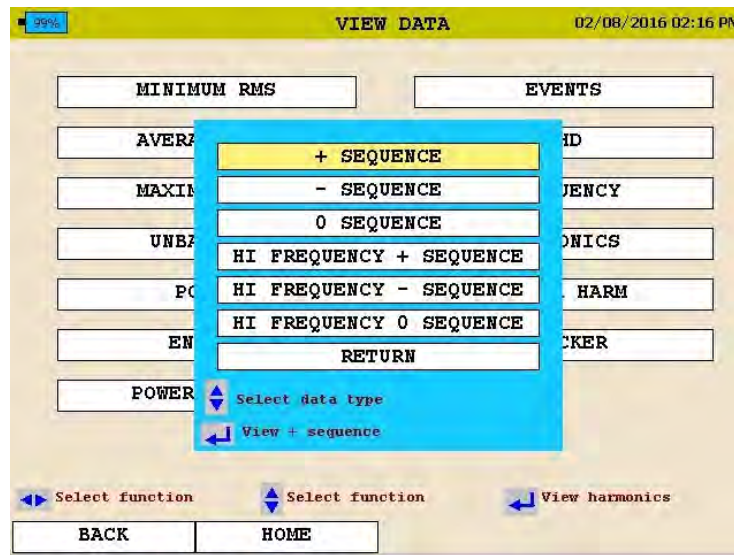 99% VIEW DATA 02/08/2016 02:16 PM
MINIMUM RMS EVENTS
+ SEQUENCE
- SEQUENCE
0 SEQUENCE
HI FREQUENCY + SEQUENCE
HI FREQUENCY - SEQUENCE
HI FREQUENCY 0 SEQUENCE
RETURN
POWER
Select data type
View + sequence
HARM
Select function Select function View harmonics
BACK HOME